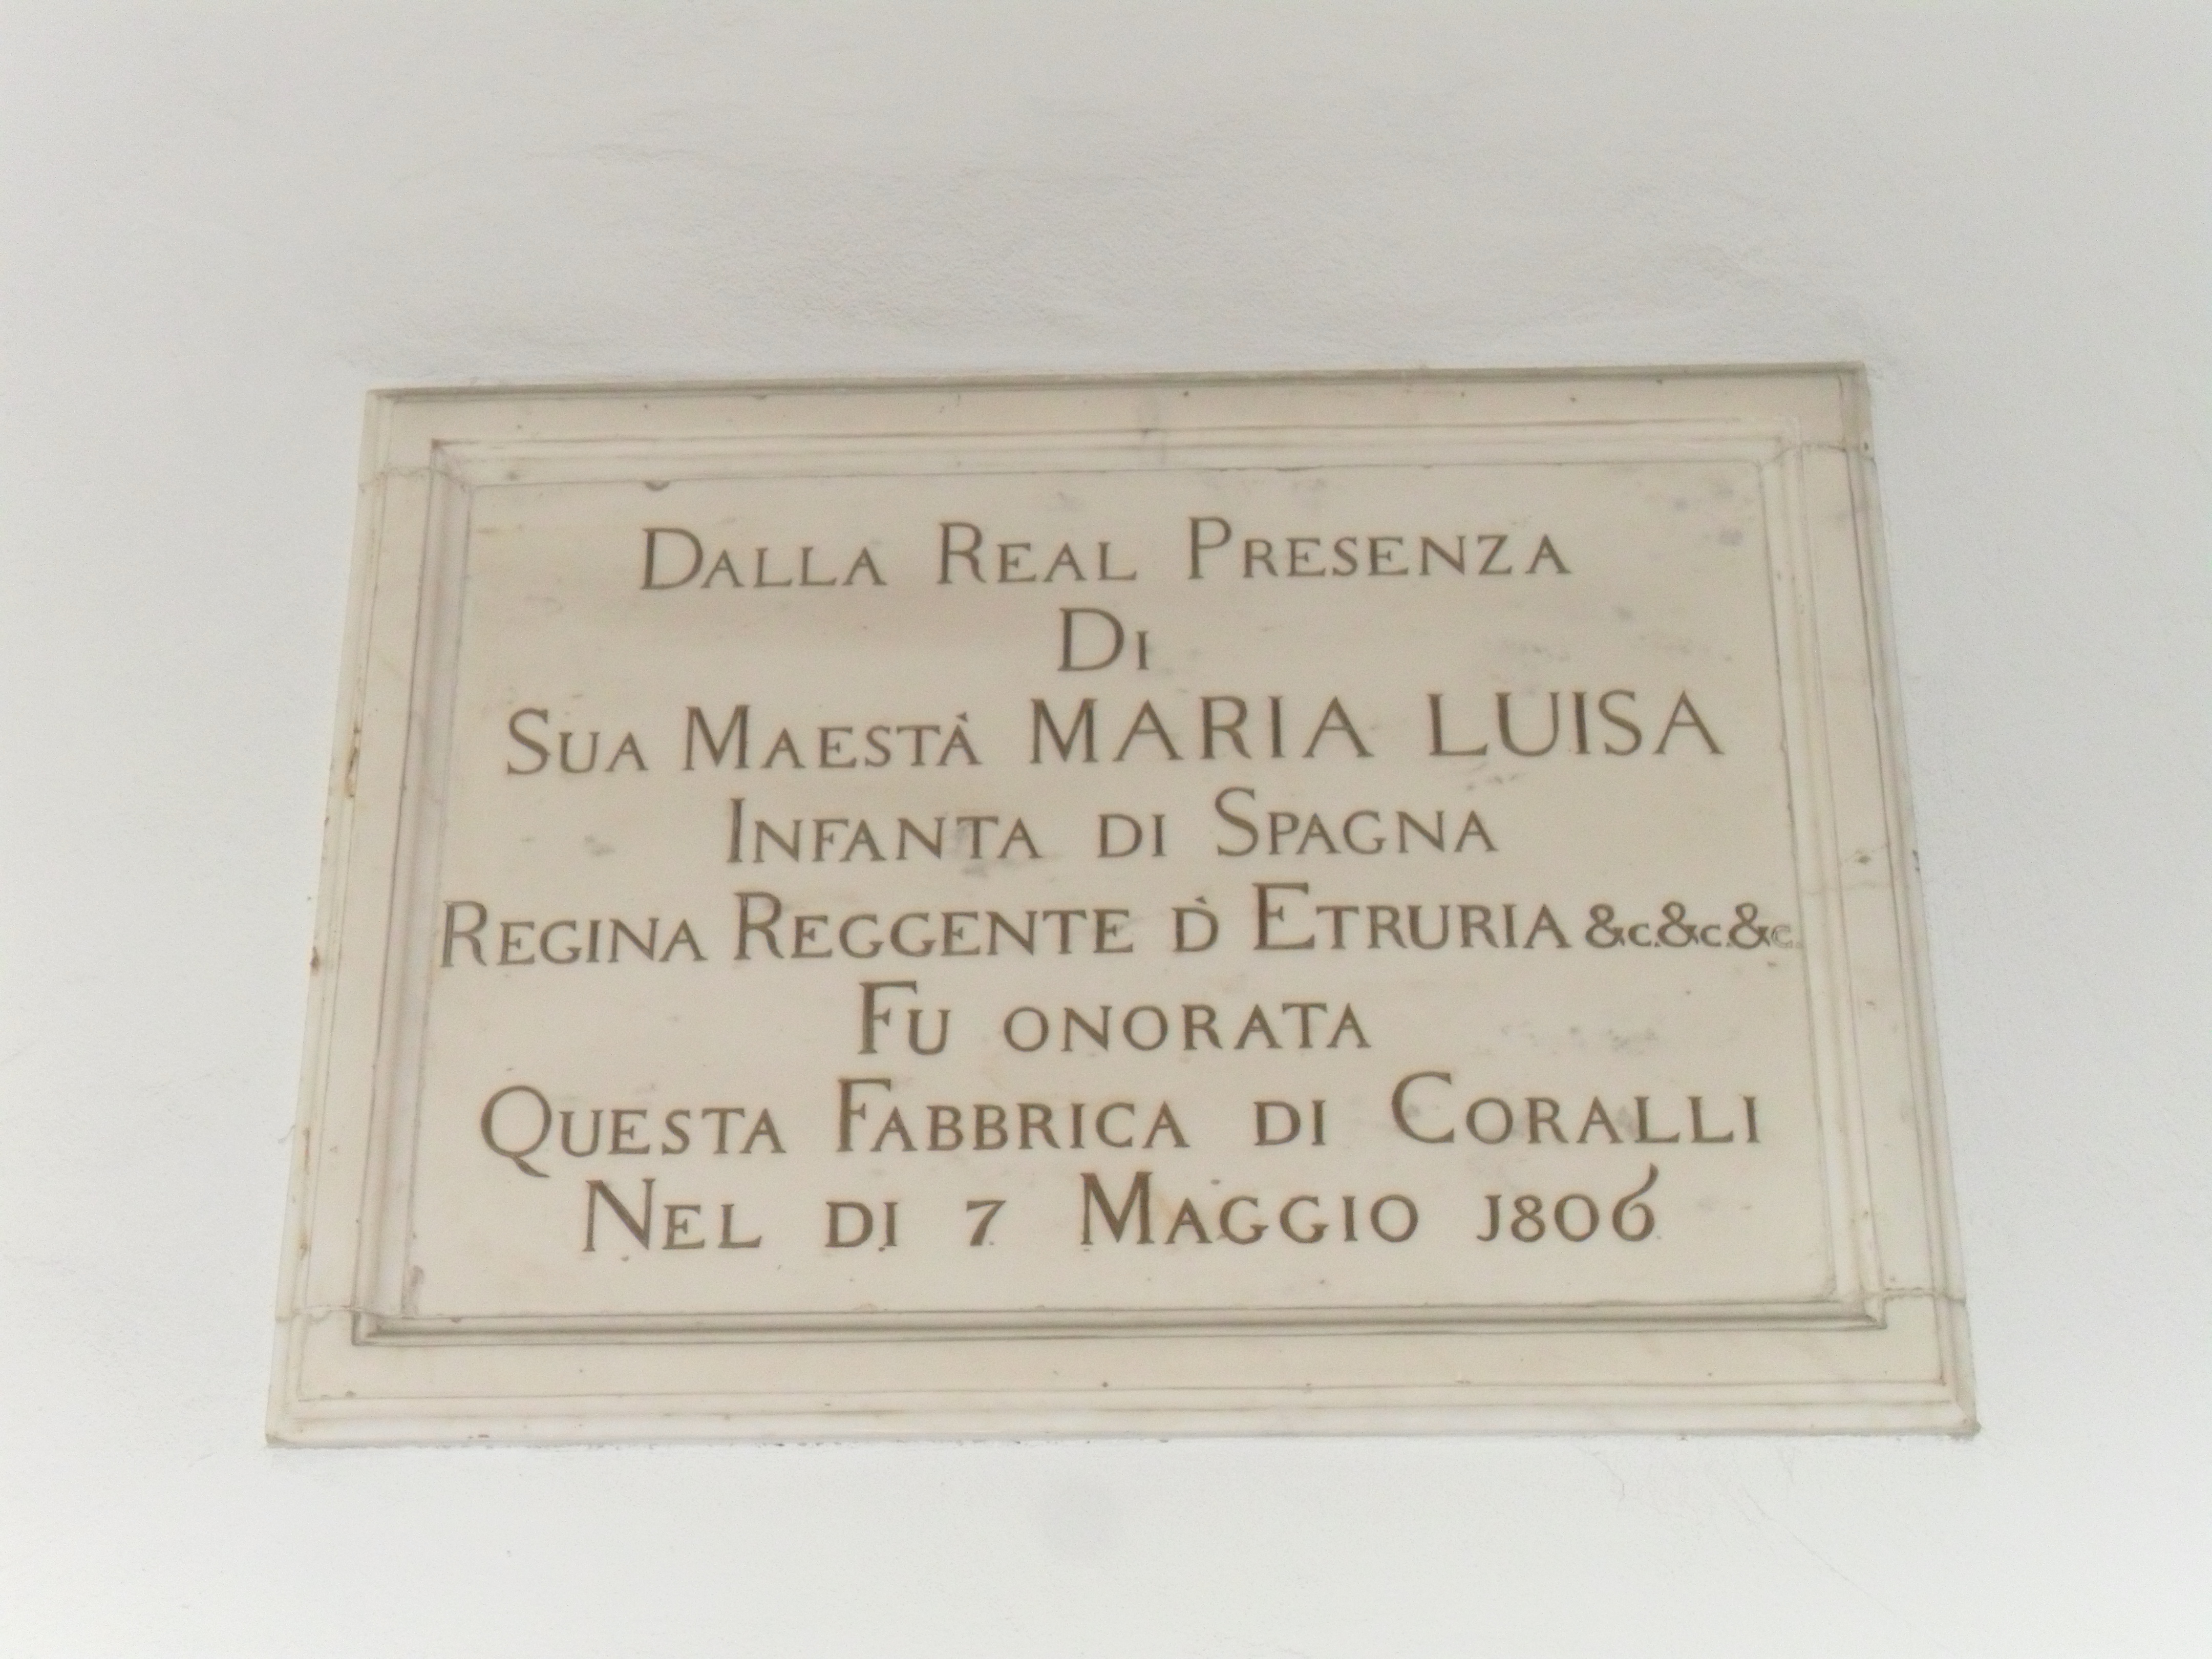 DALLA REAL PRESENZA
DI
SUA MAESTÀ MARIA LUISA
INFANTA DI SPAGNA
REGINA REGGENTE D' ETRURIA &c.&c.&c.
FU ONORATA
QUESTA FABBRICA DI CORALLI
NEL DI 7 MAGGIO 1806